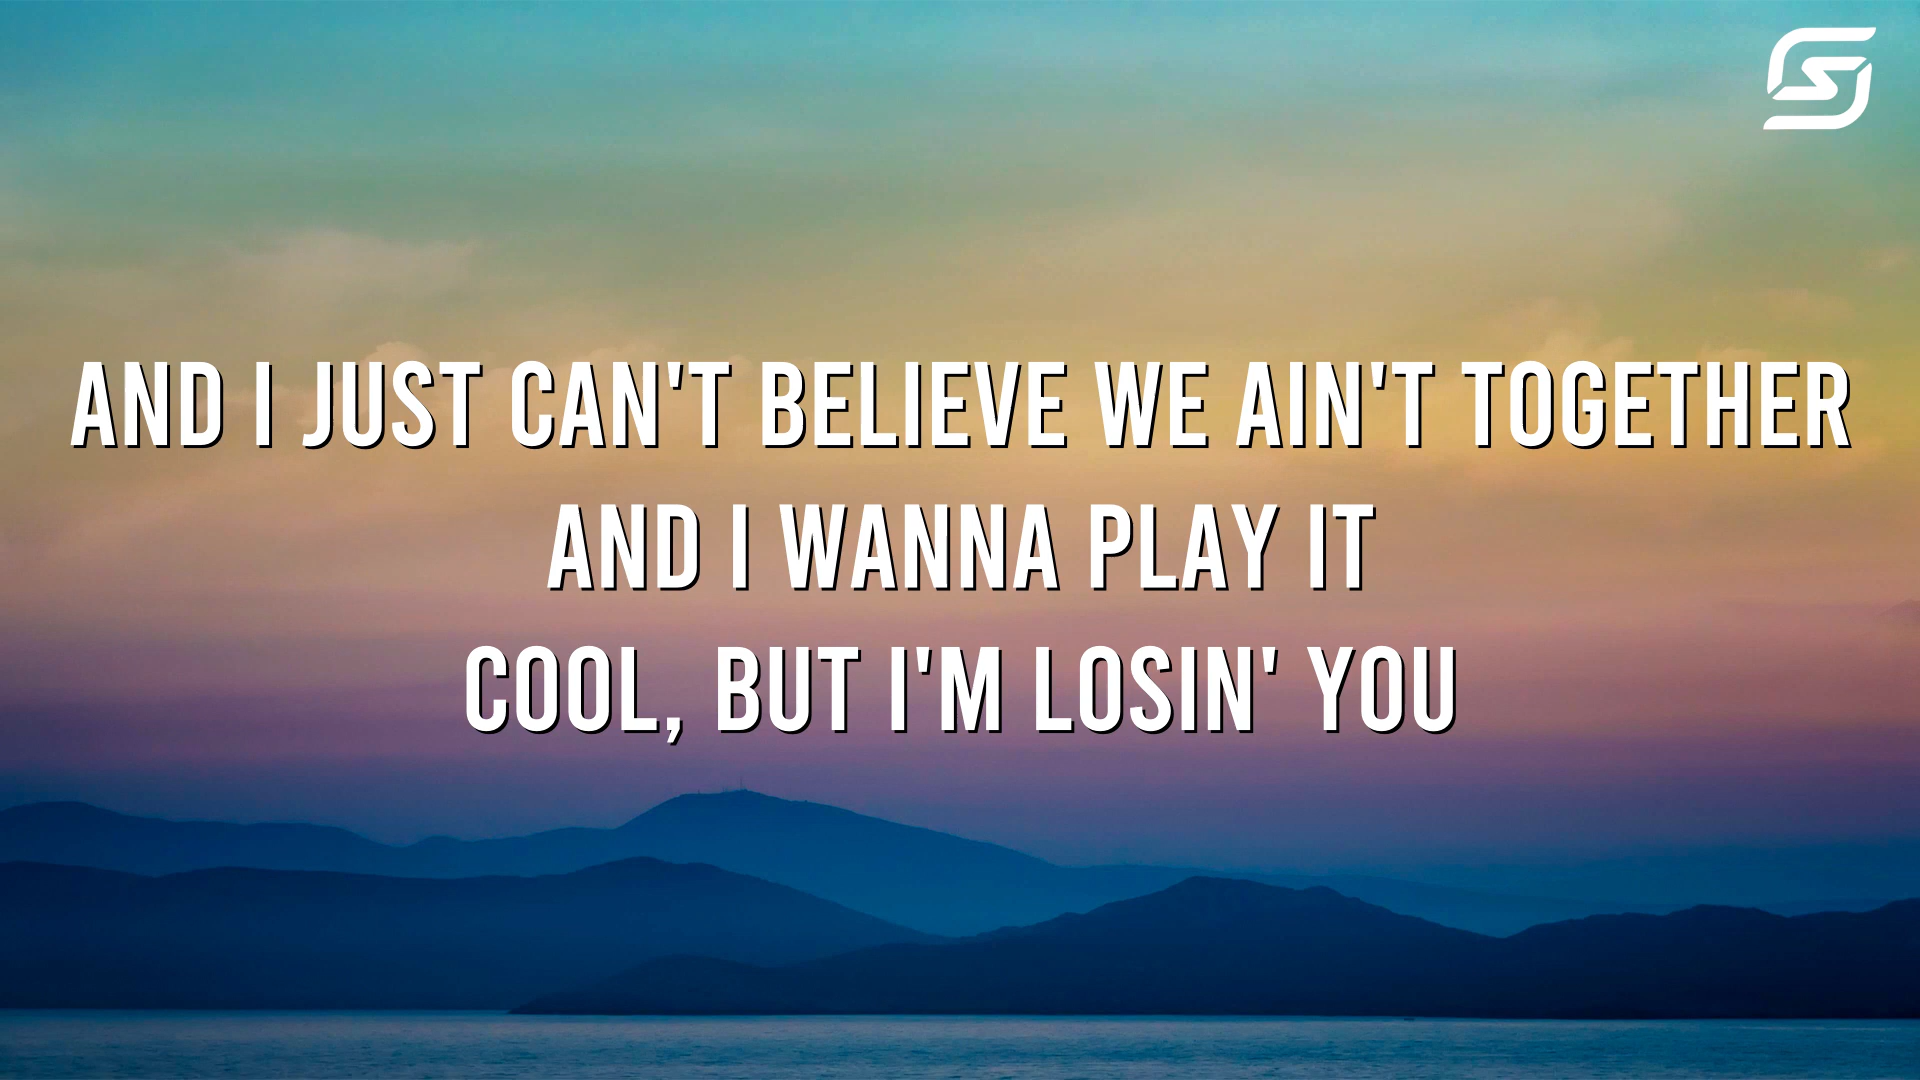 AND I JUST CAN'T BELIEVE WE AIN'T TOGETHER
AND I WANNA PLAY IT
COOL, BUT I'M LOSIN' YOU